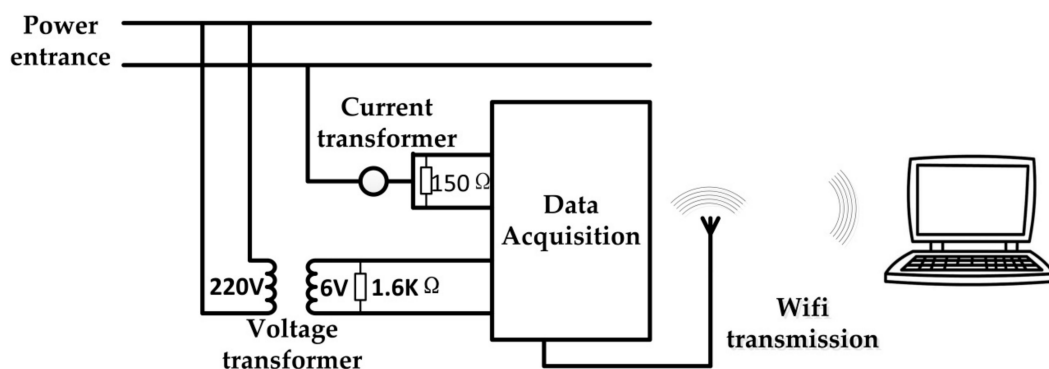 Power
entrance
Current
transformer
150 Ω
Data
Acquisition
220V
6V
1.6K Ω
Voltage
transformer
Wifi
transmission